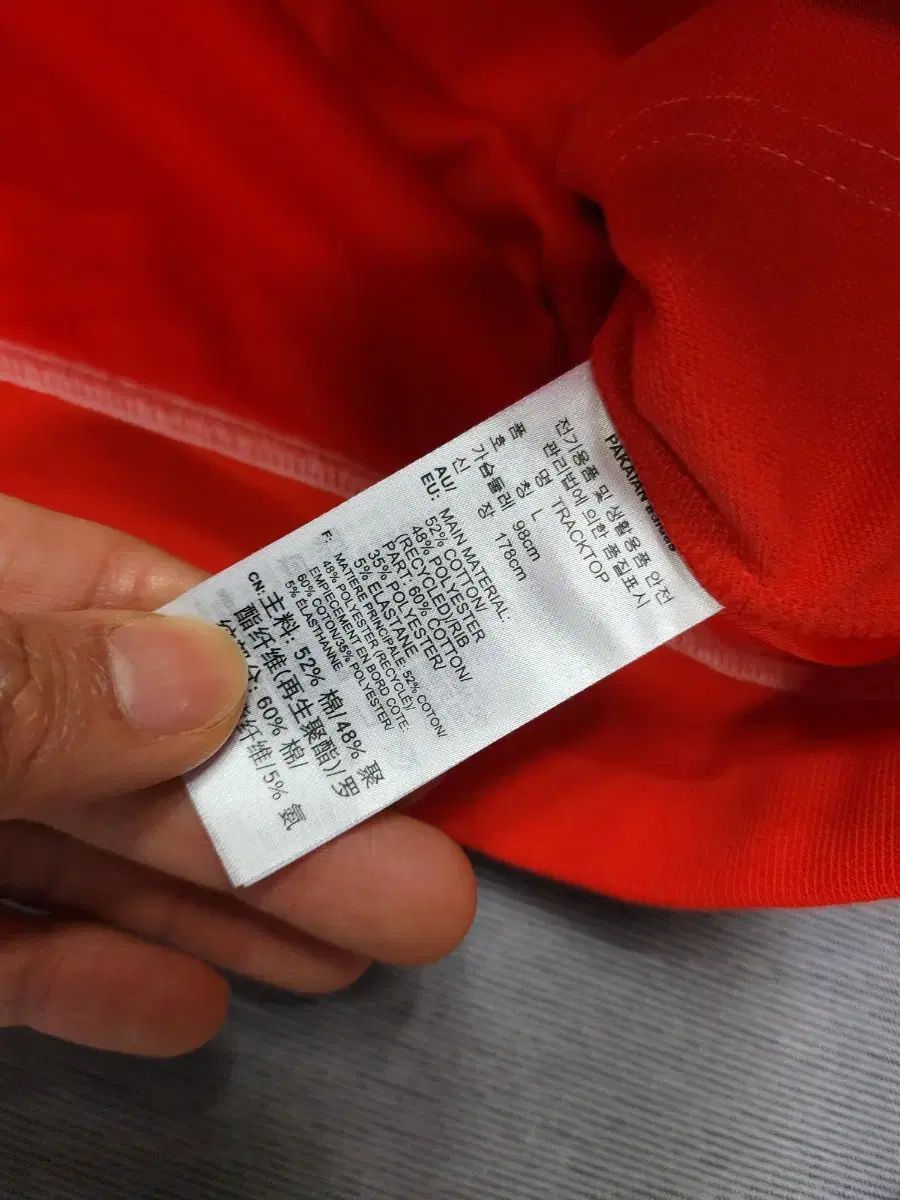 PAKAIAN
전기용품 및 생활용품 안전
관리법에 의한 품질표시
품 명 TRACKTOP
호 칭 L
가슴둘레 98cm
신 장 178cm
AU/
EU: MAIN MATERIAL:
52% COTTON/
48% POLYESTER
(RECYCLED)/RIB
PART 60% COTTON/
35% POLYESTER/
5% ELASTANE
F: MATIERE PRINCIPALE 52% COTON/
48% POLYESTER (RECYCLE),
EMPIECEMENT EN BORD COTE:
60% COTON/35% POLYESTER/
5% ÉLASTHANNE
CN: 主料: 52% 棉/48% 聚
酯纤维(再生聚酯)/罗
60% 棉/
纤维/5% 氨